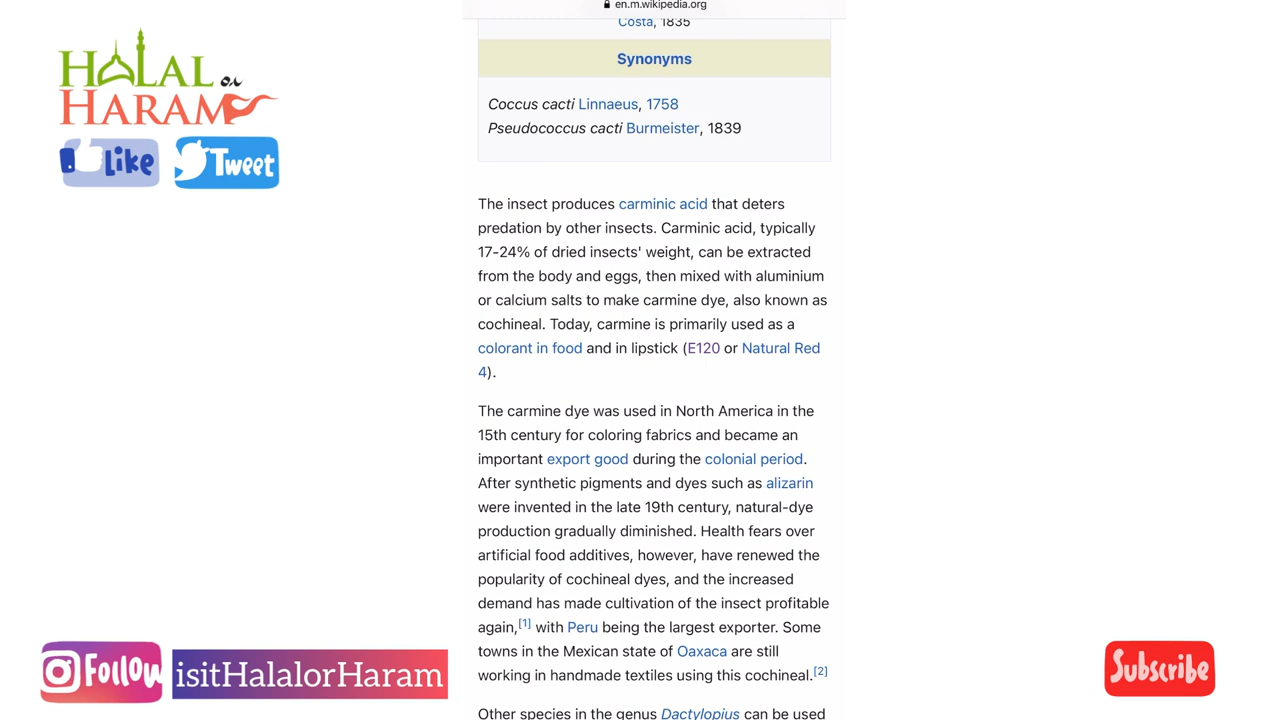 en.m.wikipedia.org
Costa, 1835
Synonyms
Coccus cacti Linnaeus, 1758
Pseudococcus cacti Burmeister, 1839
The insect produces carminic acid that deters
predation by other insects. Carminic acid, typically
17-24% of dried insects' weight, can be extracted
from the body and eggs, then mixed with aluminium
or calcium salts to make carmine dye, also known as
cochineal. Today, carmine is primarily used as a
colorant in food and in lipstick (E120 or Natural Red
4).
The carmine dye was used in North America in the
15th century for coloring fabrics and became an
important export good during the colonial period.
After synthetic pigments and dyes such as alizarin
were invented in the late 19th century, natural-dye
production gradually diminished. Health fears over
artificial food additives, however, have renewed the
popularity of cochineal dyes, and the increased
demand has made cultivation of the insect profitable
again,[1] with Peru being the largest exporter. Some
towns in the Mexican state of Oaxaca are still
working in handmade textiles using this cochineal.[2]
Other species in the genus Dactylopius can be used
HALAL or
HARAM
Like
Tweet
Follow
isitHalalorHaram
Subscribe